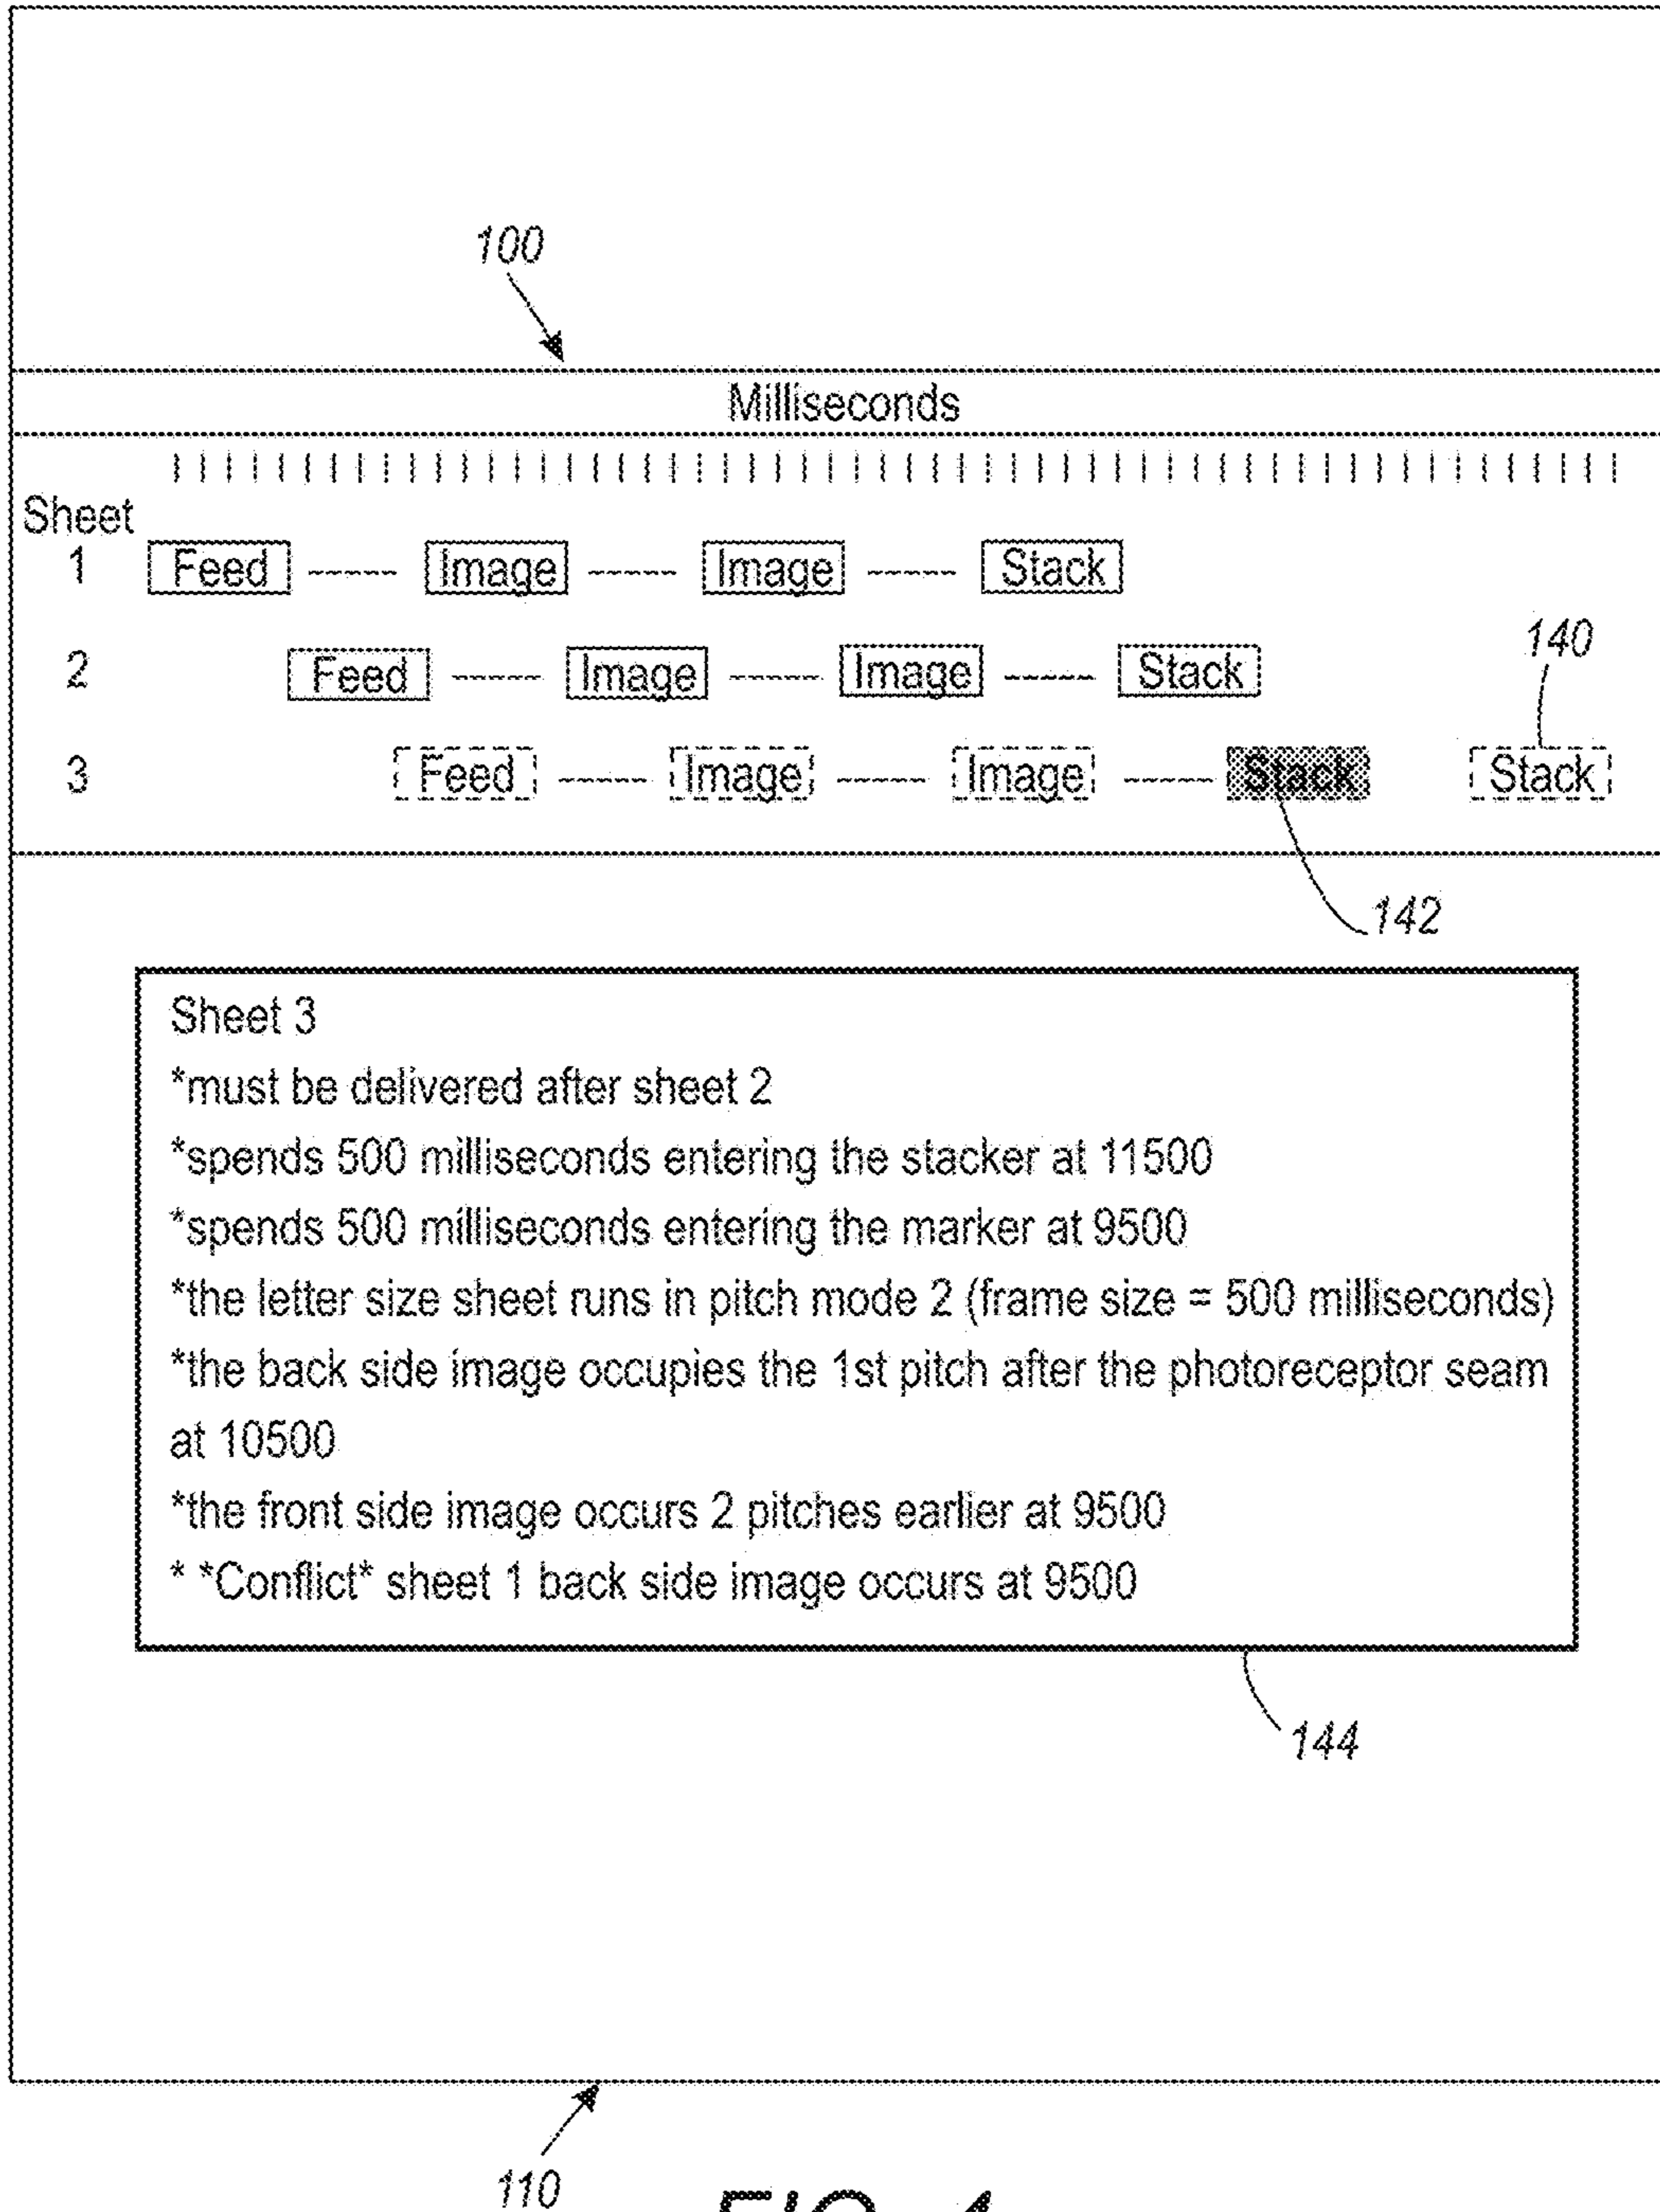 100
Milliseconds
Sheet
1 Feed Image Image Stack
2 Feed Image Image Stack
140
3 Feed Image Image Stack Stack
142
Sheet 3
*must be delivered after sheet 2
*spends 500 milliseconds entering the stacker at 11500
*spends 500 milliseconds entering the marker at 9500
*the letter size sheet runs in pitch mode 2 (frame size = 500 milliseconds)
*the back side image occupies the 1st pitch after the photoreceptor seam
at 10500
*the front side image occurs 2 pitches earlier at 9500
* *Conflict* sheet 1 back side image occurs at 9500
144
110